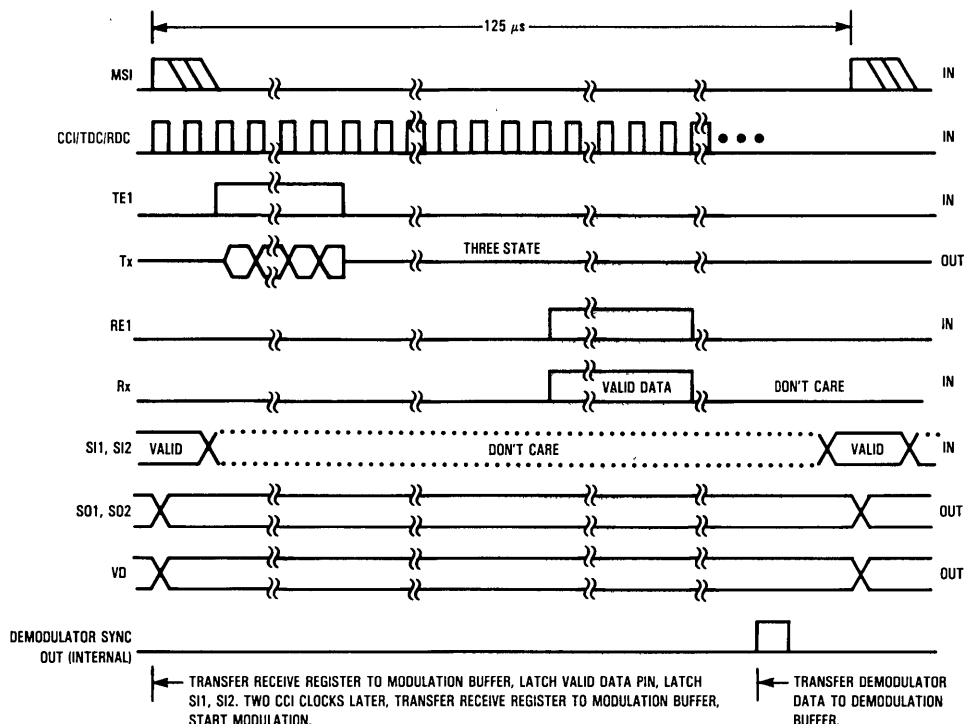 125 μs
MSI
IN
CCI/TDC/RDC
IN
TE1
IN
Tx
THREE STATE
OUT
RE1
IN
Rx
VALID DATA
DON'T CARE
IN
SI1, SI2
VALID
DON'T CARE
VALID
IN
SO1, SO2
OUT
VD
OUT
DEMODULATOR SYNC
OUT (INTERNAL)
TRANSFER RECEIVE REGISTER TO MODULATION BUFFER, LATCH VALID DATA PIN, LATCH
SI1, SI2. TWO CCI CLOCKS LATER, TRANSFER RECEIVE REGISTER TO MODULATION BUFFER,
START MODULATION.
TRANSFER DEMODULATOR
DATA TO DEMODULATION
BUFFER.